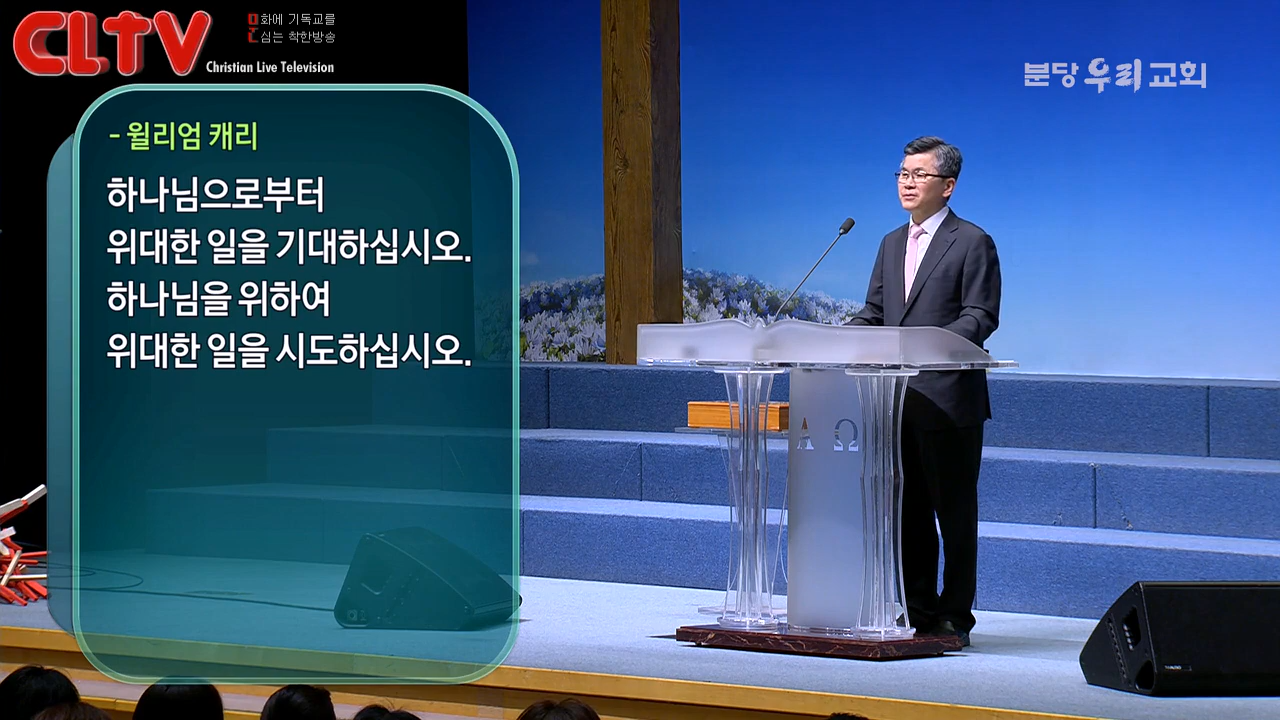 CLTV
문화에 기독교를
심는 착한방송
Christian Live Television
분당우리교회
- 윌리엄 캐리
하나님으로부터
위대한 일을 기대하십시오.
하나님을 위하여
위대한 일을 시도하십시오.
Α Ω